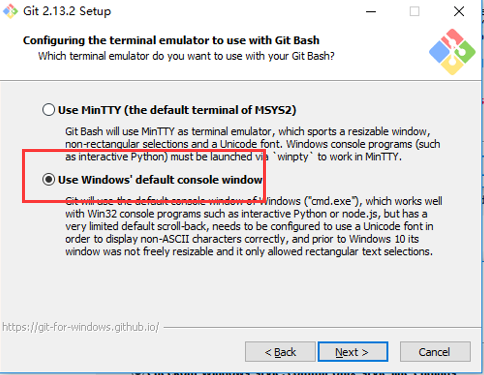 Git 2.13.2 Setup
Configuring the terminal emulator to use with Git Bash
Which terminal emulator do you want to use with your Git Bash?
Use MinTTY (the default terminal of MSYS2)
Git Bash will use MinTTY as terminal emulator, which sports a resizable window,
non-rectangular selections and a Unicode font. Windows console programs (such
as interactive Python) must be launched via `winpty` to work in MinTTY.
Use Windows' default console window
Git will use the default console window of Windows ("cmd.exe"), which works well
with Win32 console programs such as interactive Python or node.js, but has a
very limited default scroll-back, needs to be configured to use a Unicode font in
order to display non-ASCII characters correctly, and prior to Windows 10 its
window was not freely resizable and it only allowed rectangular text selections.
https://git-for-windows.github.io/
< Back
Next >
Cancel